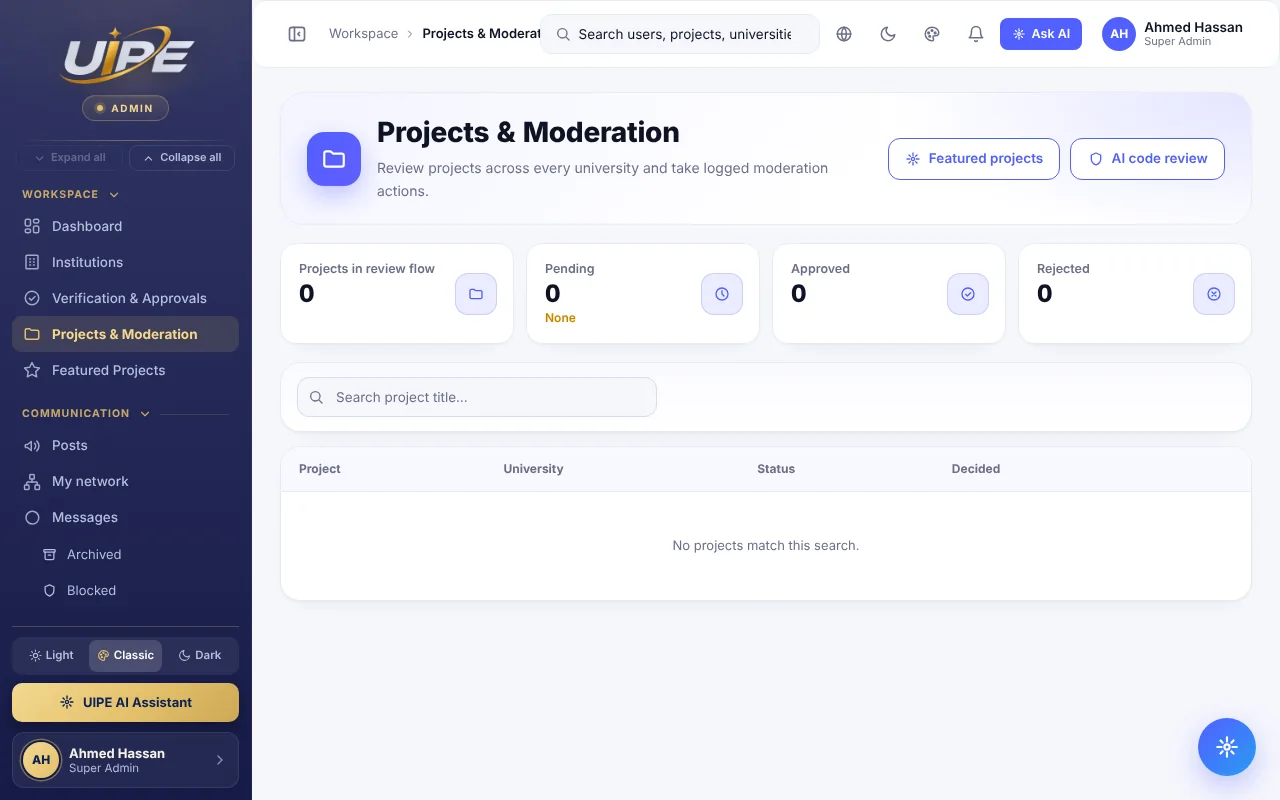 UIPE
ADMIN
Expand all
Collapse all
WORKSPACE
Dashboard
Institutions
Verification & Approvals
Projects & Moderation
Featured Projects
COMMUNICATION
Posts
My network
Messages
Archived
Blocked
Light
Classic
Dark
UIPE AI Assistant
AH
Ahmed Hassan
Super Admin
Workspace
Projects & Moderat
Search users, projects, universitie
Ask AI
AH
Ahmed Hassan
Super Admin
Projects & Moderation
Review projects across every university and take logged moderation
actions.
Featured projects
AI code review
Projects in review flow
0
Pending
0
None
Approved
0
Rejected
0
Search project title...
Project
University
Status
Decided
No projects match this search.